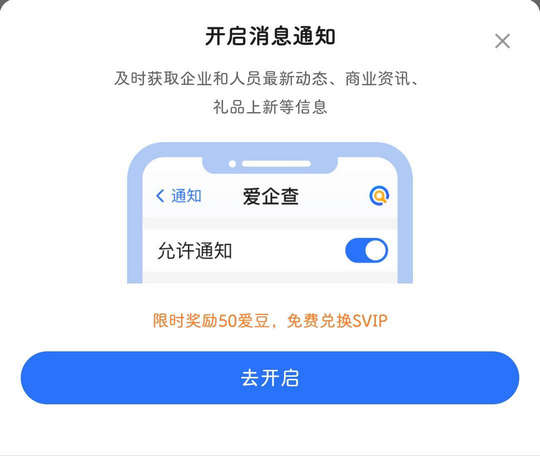 开启消息通知
及时获取企业和人员最新动态、商业资讯、
礼品上新等信息
通知 爱企查
允许通知
限时奖励50爱豆，免费兑换SVIP
去开启